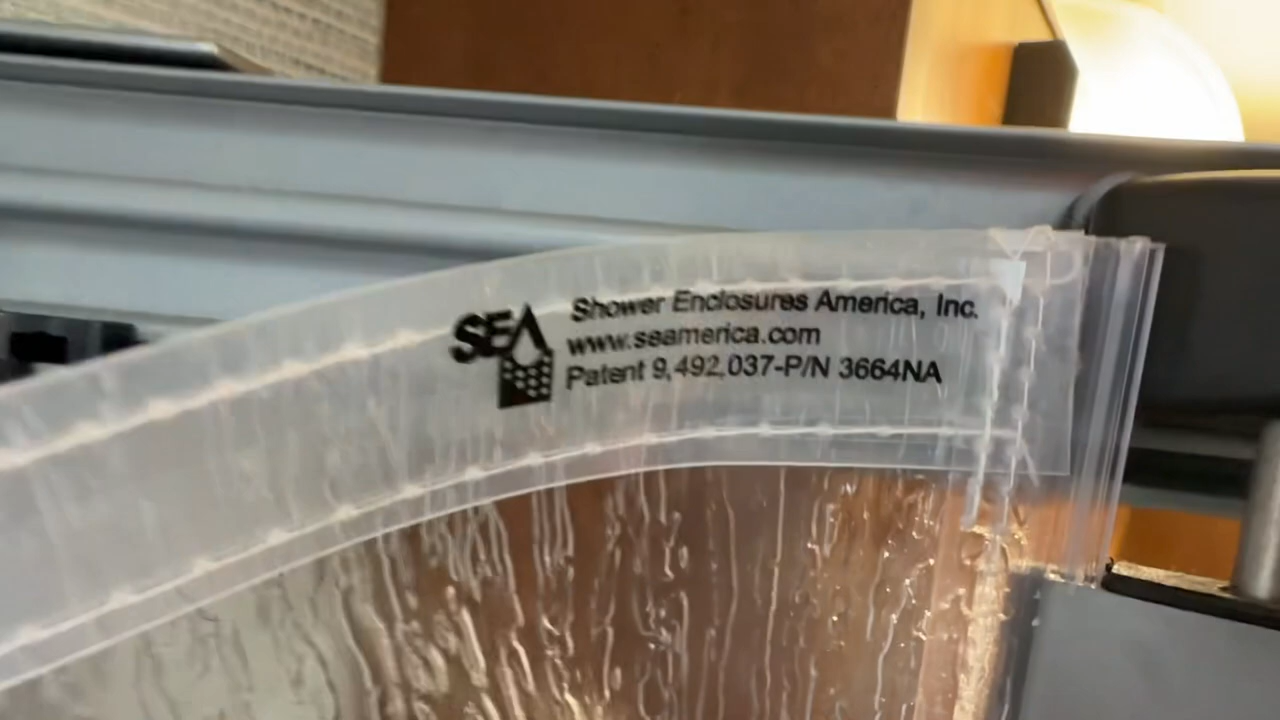 SEA
Shower Enclosures America, Inc.
www.seamerica.com
Patent 9,492,037-P/N 3664NA